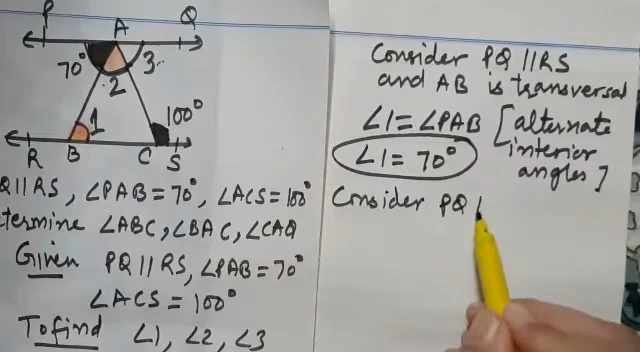 P
A
Q
70°
3
2
1
100°
R
B
C
S
Q || RS, ∠PAB = 70°, ∠ACS = 100°
termine ∠ABC, ∠BAC, ∠CAQ
Given PQ || RS, ∠PAB = 70°
∠ACS = 100°
To find ∠1, ∠2, ∠3
Consider PQ || RS
and AB is transversal
∠1 = ∠PAB [alternate
interior
angles]
∠1 = 70°
Consider PQ |